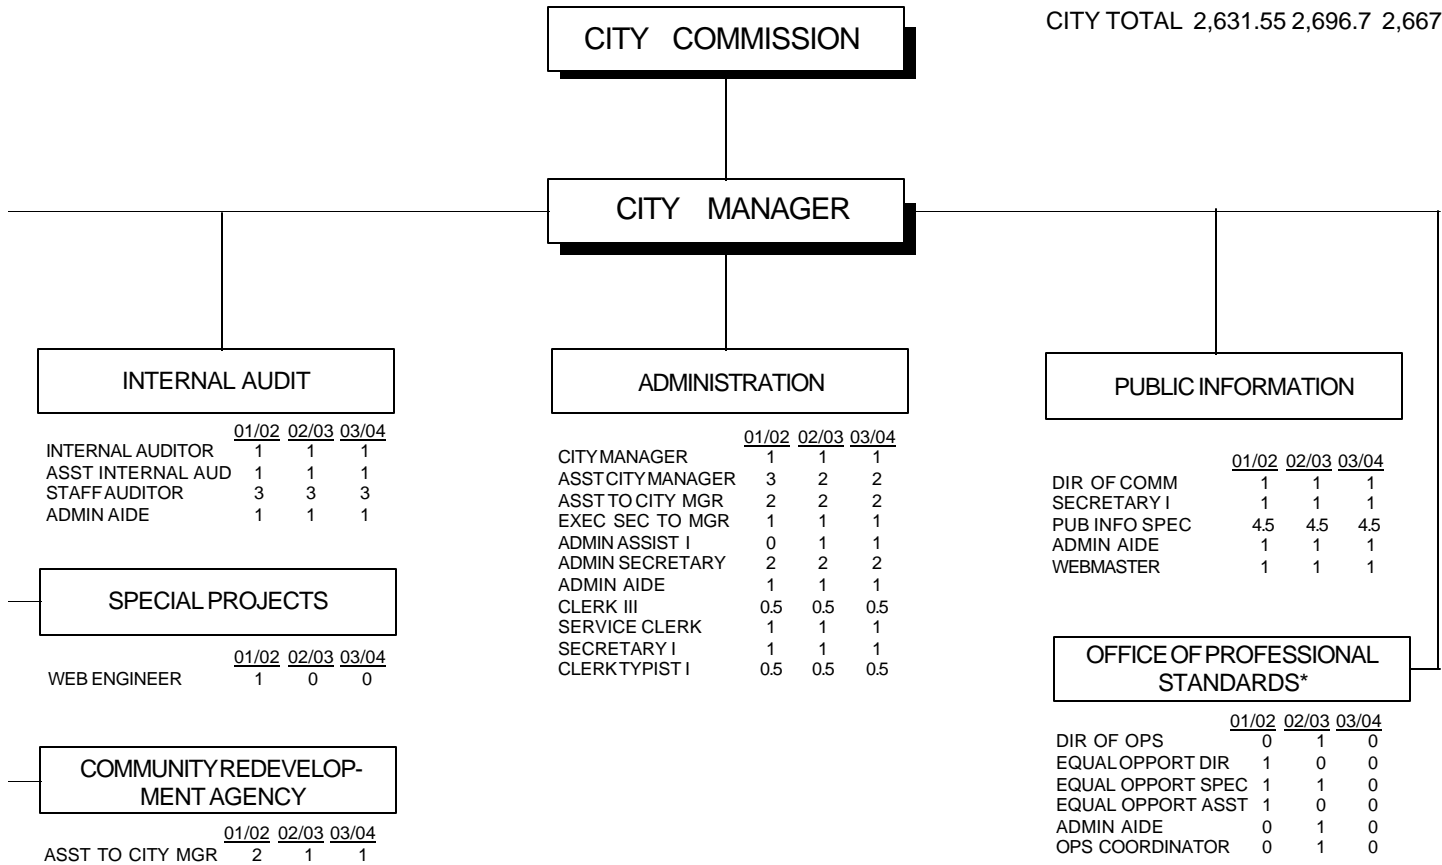 CITY COMMISSION
CITY TOTAL 2,631.55 2,696.7 2,667
CITY MANAGER
INTERNAL AUDIT
01/02 02/03 03/04
INTERNAL AUDITOR 1 1 1
ASST INTERNAL AUD 1 1 1
STAFF AUDITOR 3 3 3
ADMIN AIDE 1 1 1
SPECIAL PROJECTS
01/02 02/03 03/04
WEB ENGINEER 1 0 0
COMMUNITY REDEVELOP-
MENT AGENCY
01/02 02/03 03/04
ASST TO CITY MGR 2 1 1
ADMINISTRATION
01/02 02/03 03/04
CITY MANAGER 1 1 1
ASST CITY MANAGER 3 2 2
ASST TO CITY MGR 2 2 2
EXEC SEC TO MGR 1 1 1
ADMIN ASSIST I 0 1 1
ADMIN SECRETARY 2 2 2
ADMIN AIDE 1 1 1
CLERK III 0.5 0.5 0.5
SERVICE CLERK 1 1 1
SECRETARY I 1 1 1
CLERK TYPIST I 0.5 0.5 0.5
PUBLIC INFORMATION
01/02 02/03 03/04
DIR OF COMM 1 1 1
SECRETARY I 1 1 1
PUB INFO SPEC 4.5 4.5 4.5
ADMIN AIDE 1 1 1
WEBMASTER 1 1 1
OFFICE OF PROFESSIONAL
STANDARDS*
01/02 02/03 03/04
DIR OF OPS 0 1 0
EQUAL OPPORT DIR 1 0 0
EQUAL OPPORT SPEC 1 1 0
EQUAL OPPORT ASST 1 0 0
ADMIN AIDE 0 1 0
OPS COORDINATOR 0 1 0